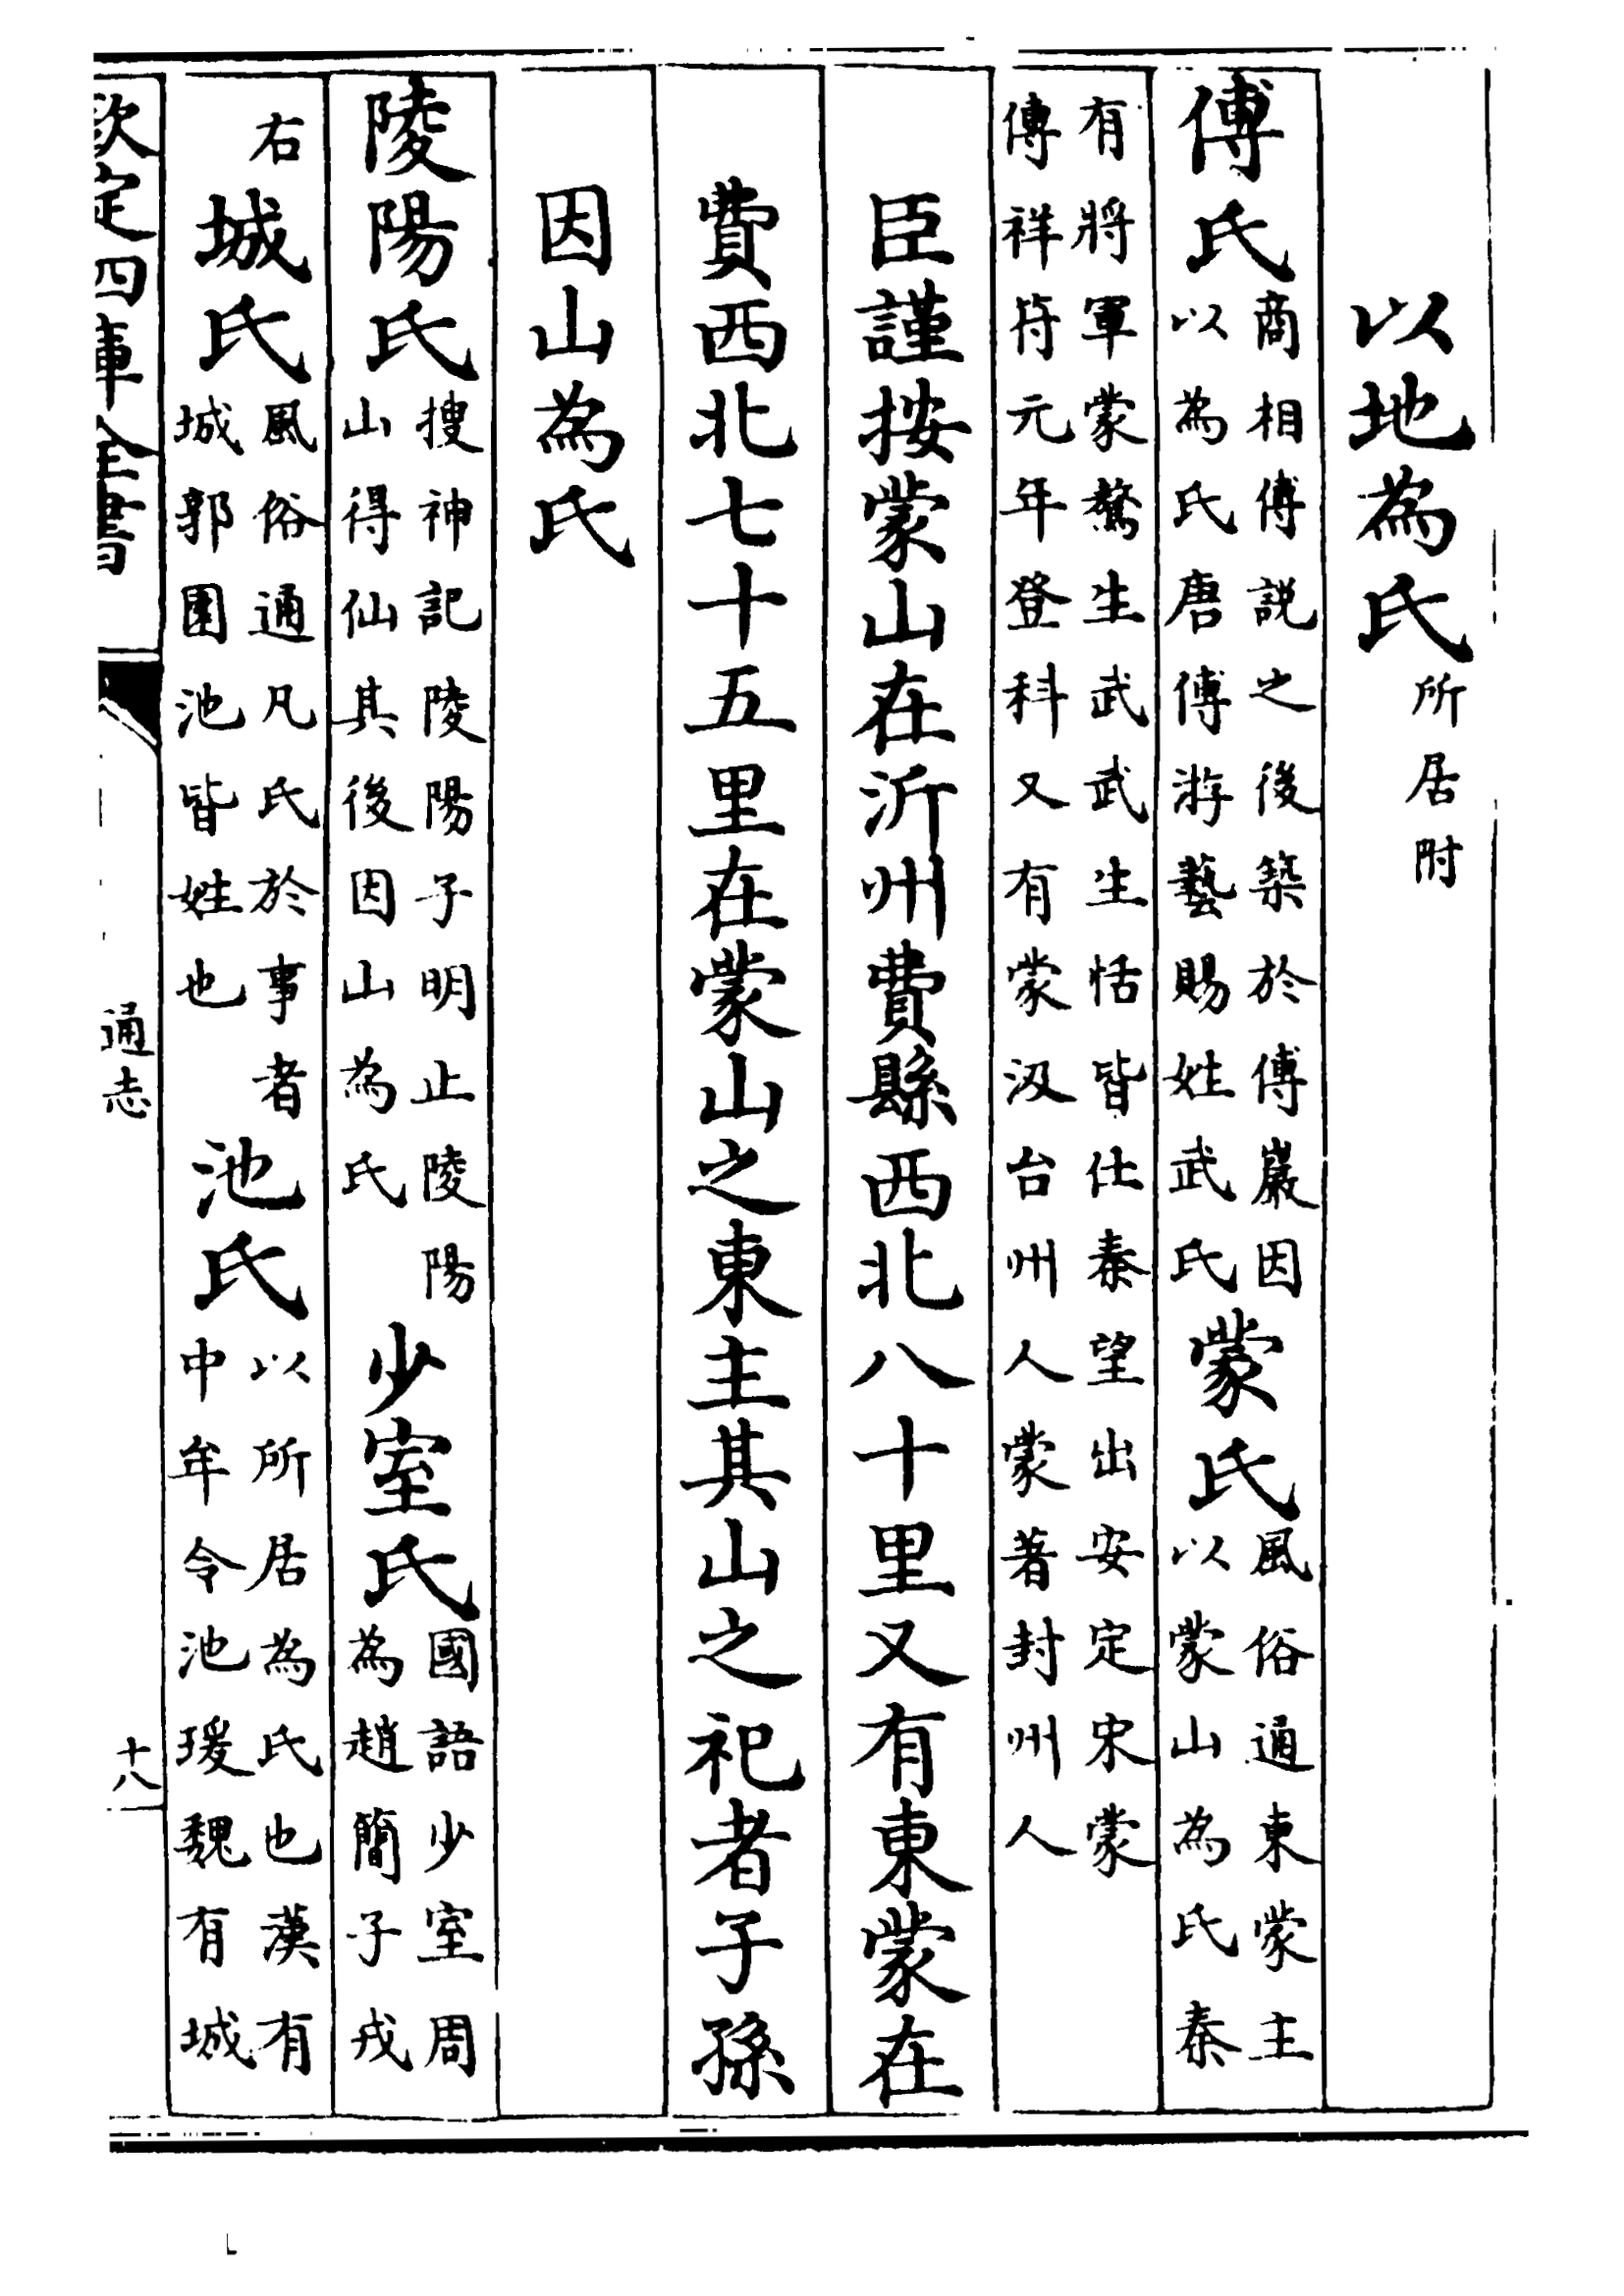 以地為氏所居附
傅氏商相傅説之後築於傅巖因以為氏唐傅游藝賜姓武氏蒙氏風俗通東蒙主以蒙山為氏秦
有將軍蒙驁生武武生恬皆仕秦望出安定宋蒙
傳祥符元年登科又有蒙汲台州人蒙著封州人
臣謹按蒙山在沂州費縣西北八十里又有東蒙在
費西北七十五里在蒙山之東主其山之祀者子孫
因山為氏
陵陽氏搜神記陵陽子明止陵陽山得仙其後因山為氏少室氏國語少室周為趙簡子戎
右城氏風俗通凡氏於事者城郭園池皆姓也池氏以所居為氏也漢有中牟令池瑗魏有城
欽定四庫全書
通志
十八